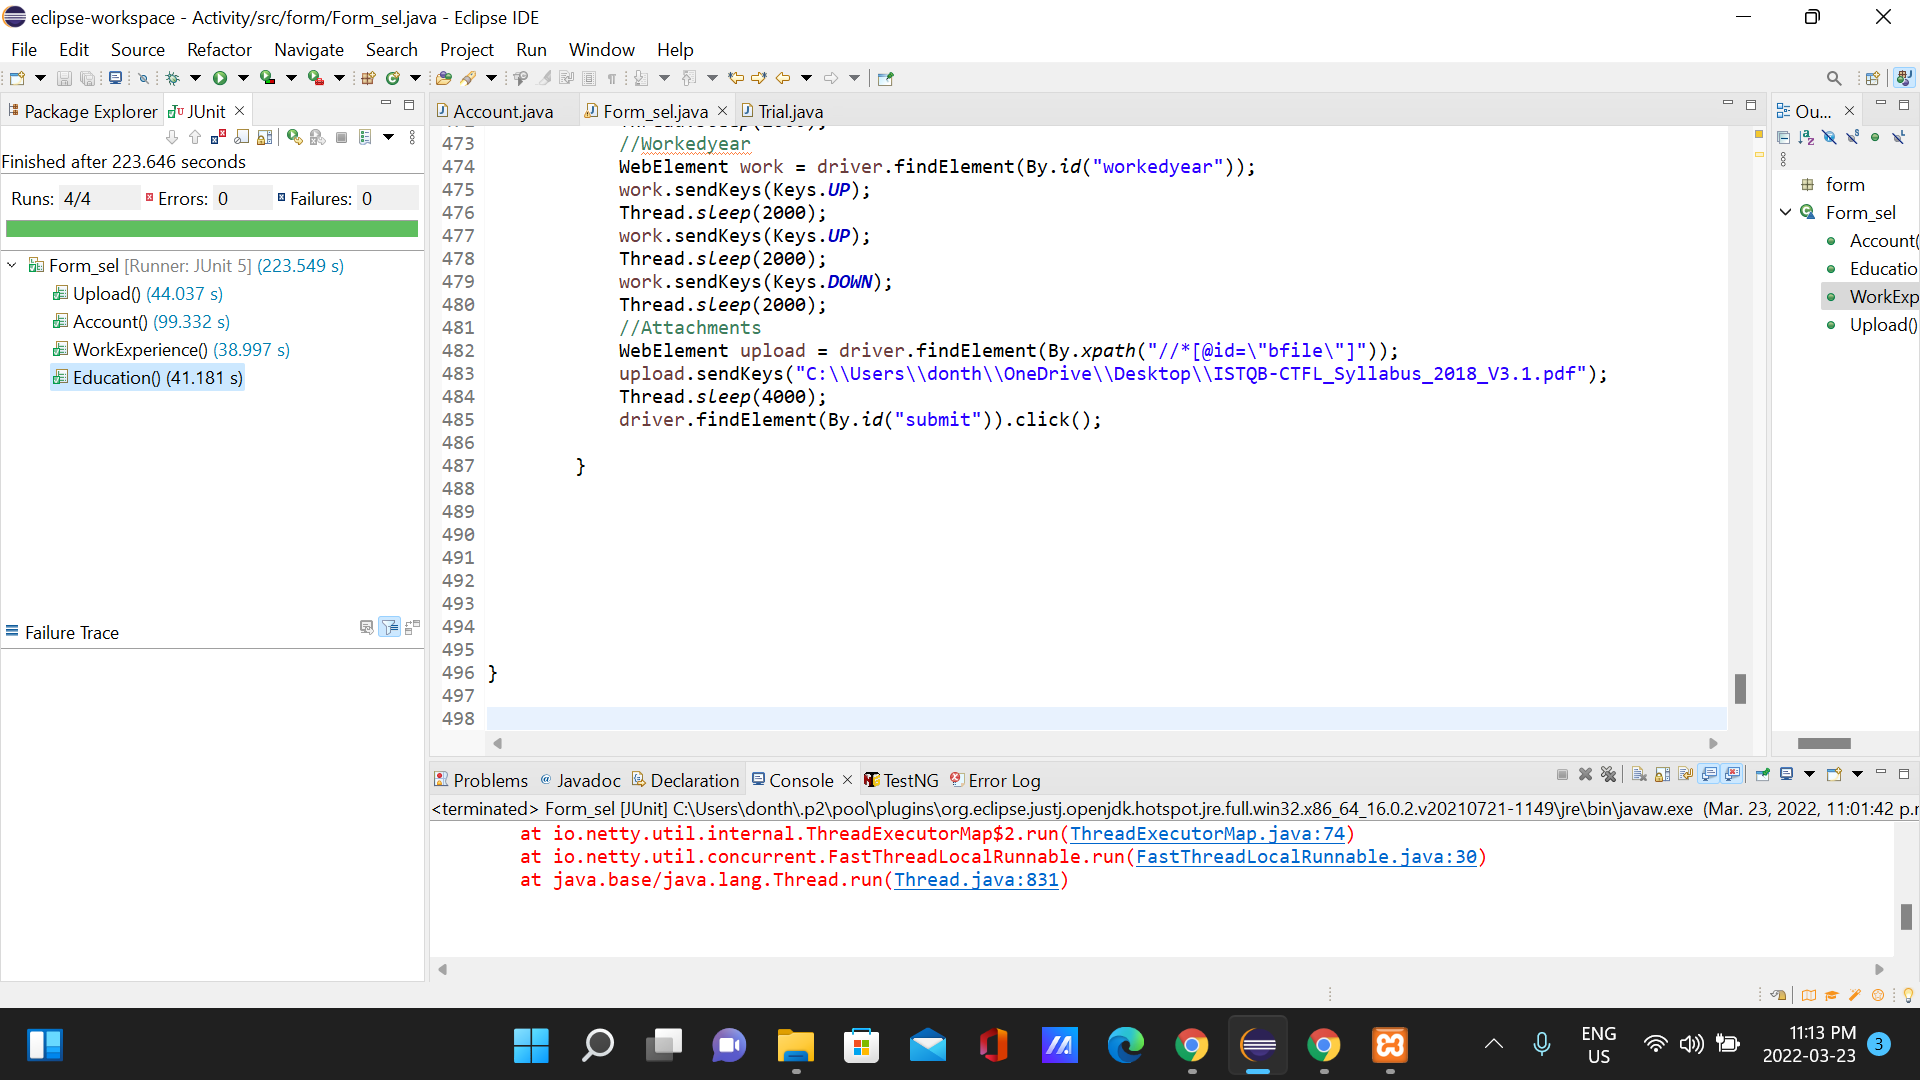 eclipse-workspace - Activity/src/form/Form_sel.java - Eclipse IDE
File Edit Source Refactor Navigate Search Project Run Window Help
Package Explorer JUnit
Finished after 223.646 seconds
Runs: 4/4 Errors: 0 Failures: 0
Form_sel [Runner: JUnit 5] (223.549 s)
Upload() (44.037 s)
Account() (99.332 s)
WorkExperience() (38.997 s)
Education() (41.181 s)
Failure Trace
Account.java Form_sel.java Trial.java
473 //Workedyear
474 WebElement work = driver.findElement(By.id("workedyear"));
475 work.sendKeys(Keys.UP);
476 Thread.sleep(2000);
477 work.sendKeys(Keys.UP);
478 Thread.sleep(2000);
479 work.sendKeys(Keys.DOWN);
480 Thread.sleep(2000);
481 //Attachments
482 WebElement upload = driver.findElement(By.xpath("//*[@id=\"bfile\"]"));
483 upload.sendKeys("C:\\Users\\donth\\OneDrive\\Desktop\\ISTQB-CTFL_Syllabus_2018_V3.1.pdf");
484 Thread.sleep(4000);
485 driver.findElement(By.id("submit")).click();
486
487 }
488
489
490
491
492
493
494
495
496 }
497
498
Ou...
form
Form_sel
Account(
Educatio
WorkExp
Upload()
Problems Javadoc Declaration Console TestNG Error Log
<terminated> Form_sel [JUnit] C:\Users\donth\.p2\pool\plugins\org.eclipse.justj.openjdk.hotspot.jre.full.win32.x86_64_16.0.2.v20210721-1149\jre\bin\javaw.exe (Mar. 23, 2022, 11:01:42 p.r
at io.netty.util.internal.ThreadExecutorMap$2.run(ThreadExecutorMap.java:74)
at io.netty.util.concurrent.FastThreadLocalRunnable.run(FastThreadLocalRunnable.java:30)
at java.base/java.lang.Thread.run(Thread.java:831)
ENG
US
11:13 PM
2022-03-23
3